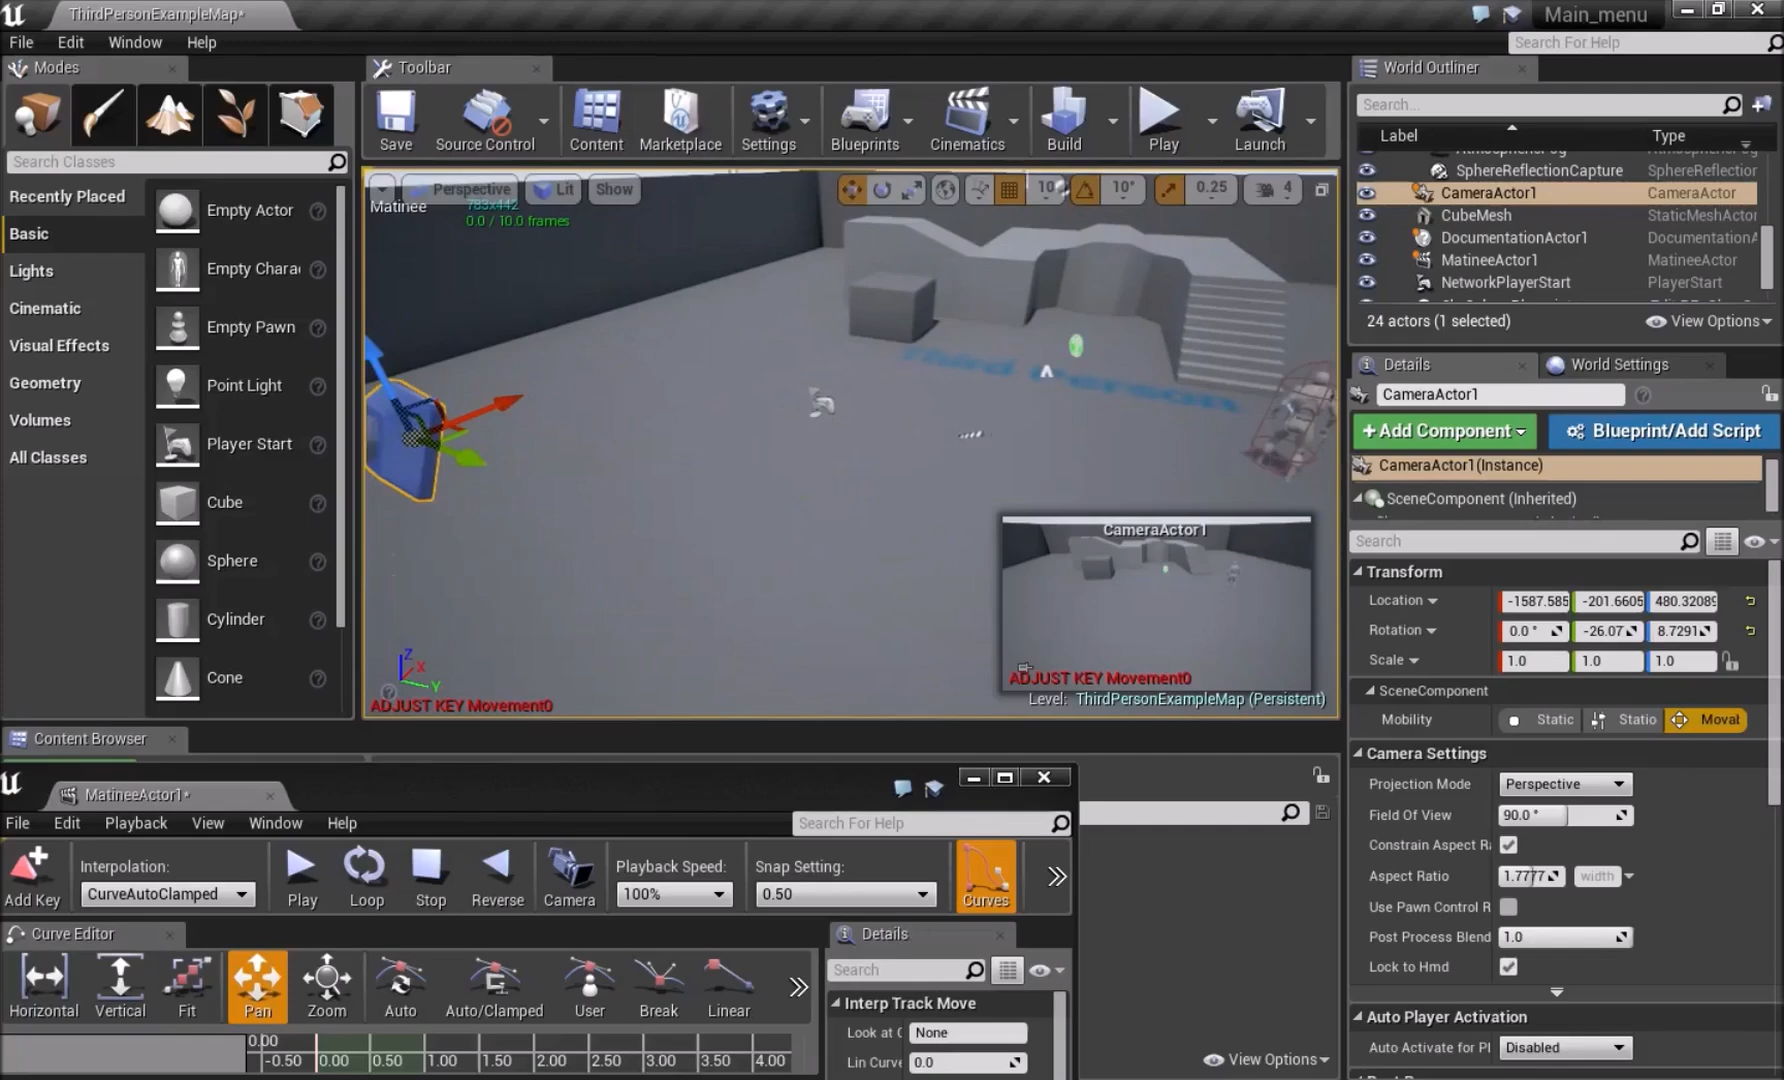 ThirdPersonExampleMap*
Main_menu
File Edit Window Help
Search For Help
Modes
Toolbar
World Outliner
Save Source Control Content Marketplace Settings Blueprints Cinematics Build Play Launch
Search...
Label Type
Search Classes
SphereReflectionCapture SphereReflection
CameraActor1 CameraActor
CubeMesh StaticMeshActor
DocumentationActor1 DocumentationA
MatineeActor1 MatineeActor
NetworkPlayerStart PlayerStart
24 actors (1 selected) View Options
Recently Placed
Basic
Lights
Cinematic
Visual Effects
Geometry
Volumes
All Classes
Empty Actor
Empty Chara
Empty Pawn
Point Light
Player Start
Cube
Sphere
Cylinder
Cone
Perspective Lit Show
10 10° 0.25 4
Matinee 783x442
0.0 / 10.0 frames
Third Person
CameraActor1
ADJUST KEY Movement0
Level: ThirdPersonExampleMap (Persistent)
Z X Y
ADJUST KEY Movement0
Details World Settings
CameraActor1
+Add Component Blueprint/Add Script
CameraActor1(Instance)
SceneComponent (Inherited)
Search
Transform
Location -1587.585 -201.6605 480.32089
Rotation 0.0 ° -26.07 8.7291
Scale 1.0 1.0 1.0
SceneComponent
Mobility Static Statio Moval
Camera Settings
Projection Mode Perspective
Field Of View 90.0 °
Constrain Aspect Ra
Aspect Ratio 1.7777 width
Use Pawn Control R
Post Process Blend 1.0
Lock to Hmd
Auto Player Activation
Auto Activate for Pl Disabled
Content Browser
MatineeActor1*
File Edit Playback View Window Help
Search For Help
Add Key
Interpolation:
CurveAutoClamped
Play Loop Stop Reverse Camera
Playback Speed:
100%
Snap Setting:
0.50
Curves
Curve Editor
Horizontal Vertical Fit Pan Zoom Auto Auto/Clamped User Break Linear
0.00
-0.50 0.00 0.50 1.00 1.50 2.00 2.50 3.00 3.50 4.00
Details
Search
Interp Track Move
Look at None
Lin Curve 0.0
View Options